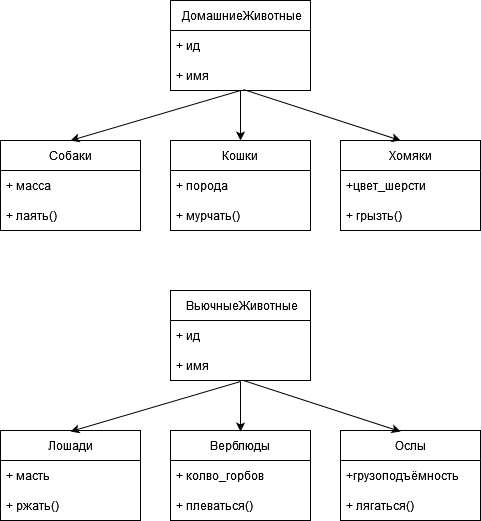 ДомашниеЖивотные
+ ид
+ имя
Собаки
+ масса
+ лаять()
Кошки
+ порода
+ мурчать()
Хомяки
+цвет_шерсти
+ грызть()
ВьючныеЖивотные
+ ид
+ имя
Лошади
+ масть
+ ржать()
Верблюды
+ колво_горбов
+ плеваться()
Ослы
+грузоподъёмность
+ лягаться()